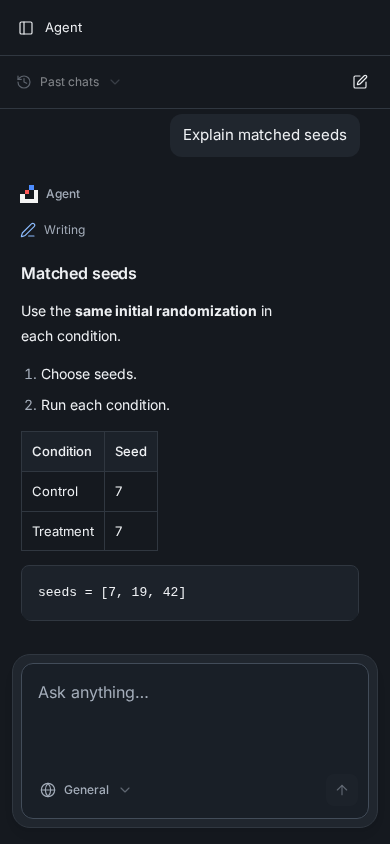 Agent
Past chats
Explain matched seeds
Agent
Writing
Matched seeds
Use the same initial randomization in
each condition.
1. Choose seeds.
2. Run each condition.
Condition Seed
Control 7
Treatment 7
seeds = [7, 19, 42]
Ask anything...
General